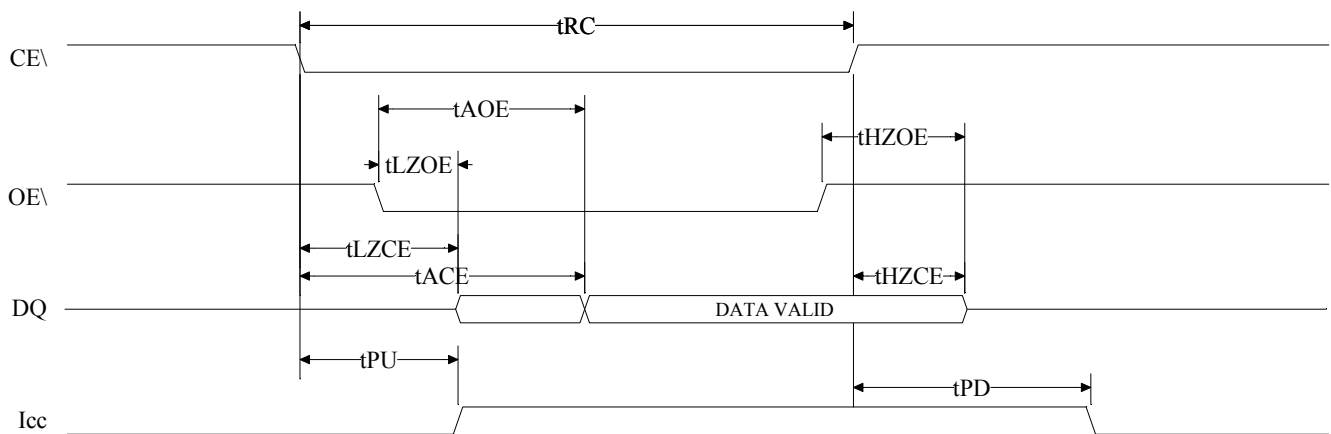 tRC
CE\
tAOE
tHZOE
tLZOE
OE\
tLZCE
tACE
tHZCE
DQ
DATA VALID
tPU
tPD
Icc